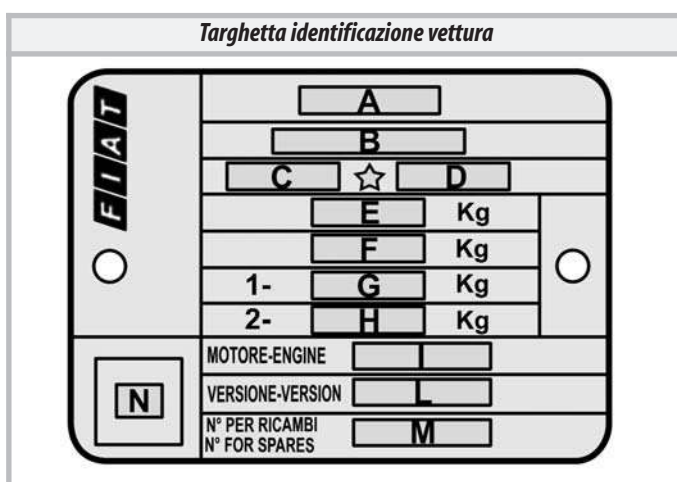 Targhetta identificazione vettura
FIAT
A
B
C D
E Kg
F Kg
1- G Kg
2- H Kg
MOTORE-ENGINE I
VERSIONE-VERSION L
N° PER RICAMBI
N° FOR SPARES M
N